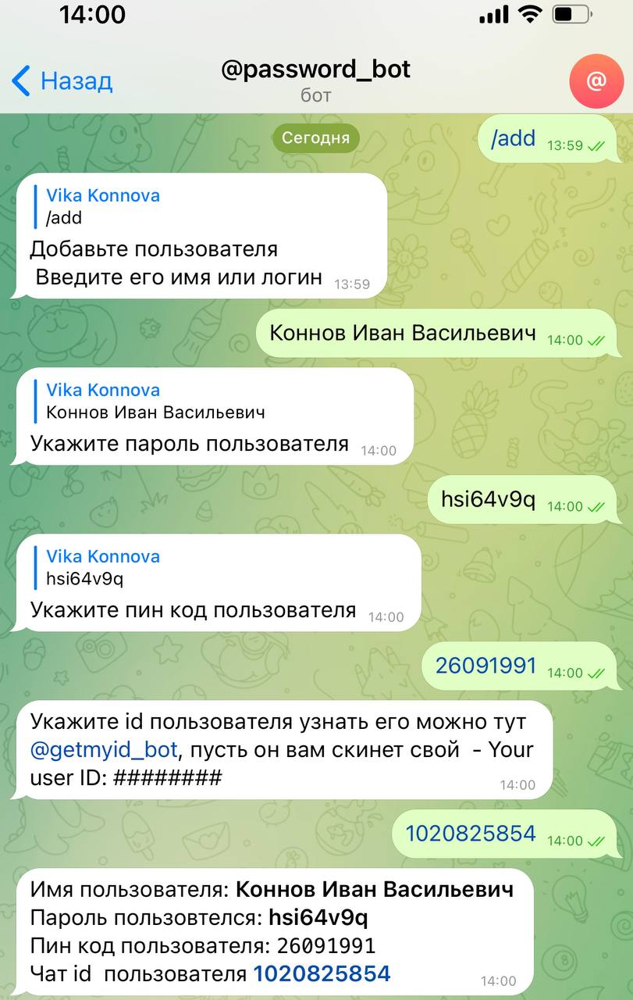 14:00
Назад
@password_bot
бот
@
Сегодня
/add 13:59
Vika Konnova
/add
Добавьте пользователя
Введите его имя или логин 13:59
Коннов Иван Васильевич 14:00
Vika Konnova
Коннов Иван Васильевич
Укажите пароль пользователя 14:00
hsi64v9q 14:00
Vika Konnova
hsi64v9q
Укажите пин код пользователя 14:00
26091991 14:00
Укажите id пользователя узнать его можно тут
@getmyid_bot, пусть он вам скинет свой - Your
user ID: ######## 14:00
1020825854 14:00
Имя пользователя: Коннов Иван Васильевич
Пароль пользовтелся: hsi64v9q
Пин код пользователя: 26091991
Чат id пользователя 1020825854 14:00